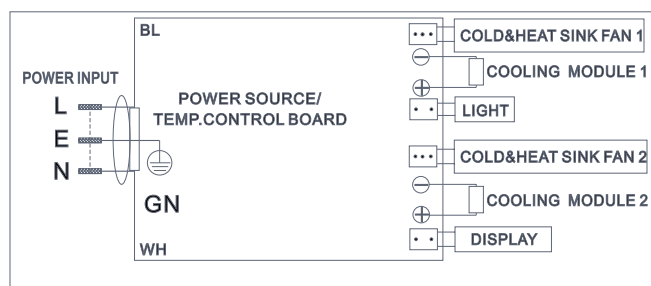 BL
COLD&HEAT SINK FAN 1
POWER INPUT
COOLING MODULE 1
L
POWER SOURCE/
TEMP.CONTROL BOARD
LIGHT
E
COLD&HEAT SINK FAN 2
N
GN
COOLING MODULE 2
WH
DISPLAY